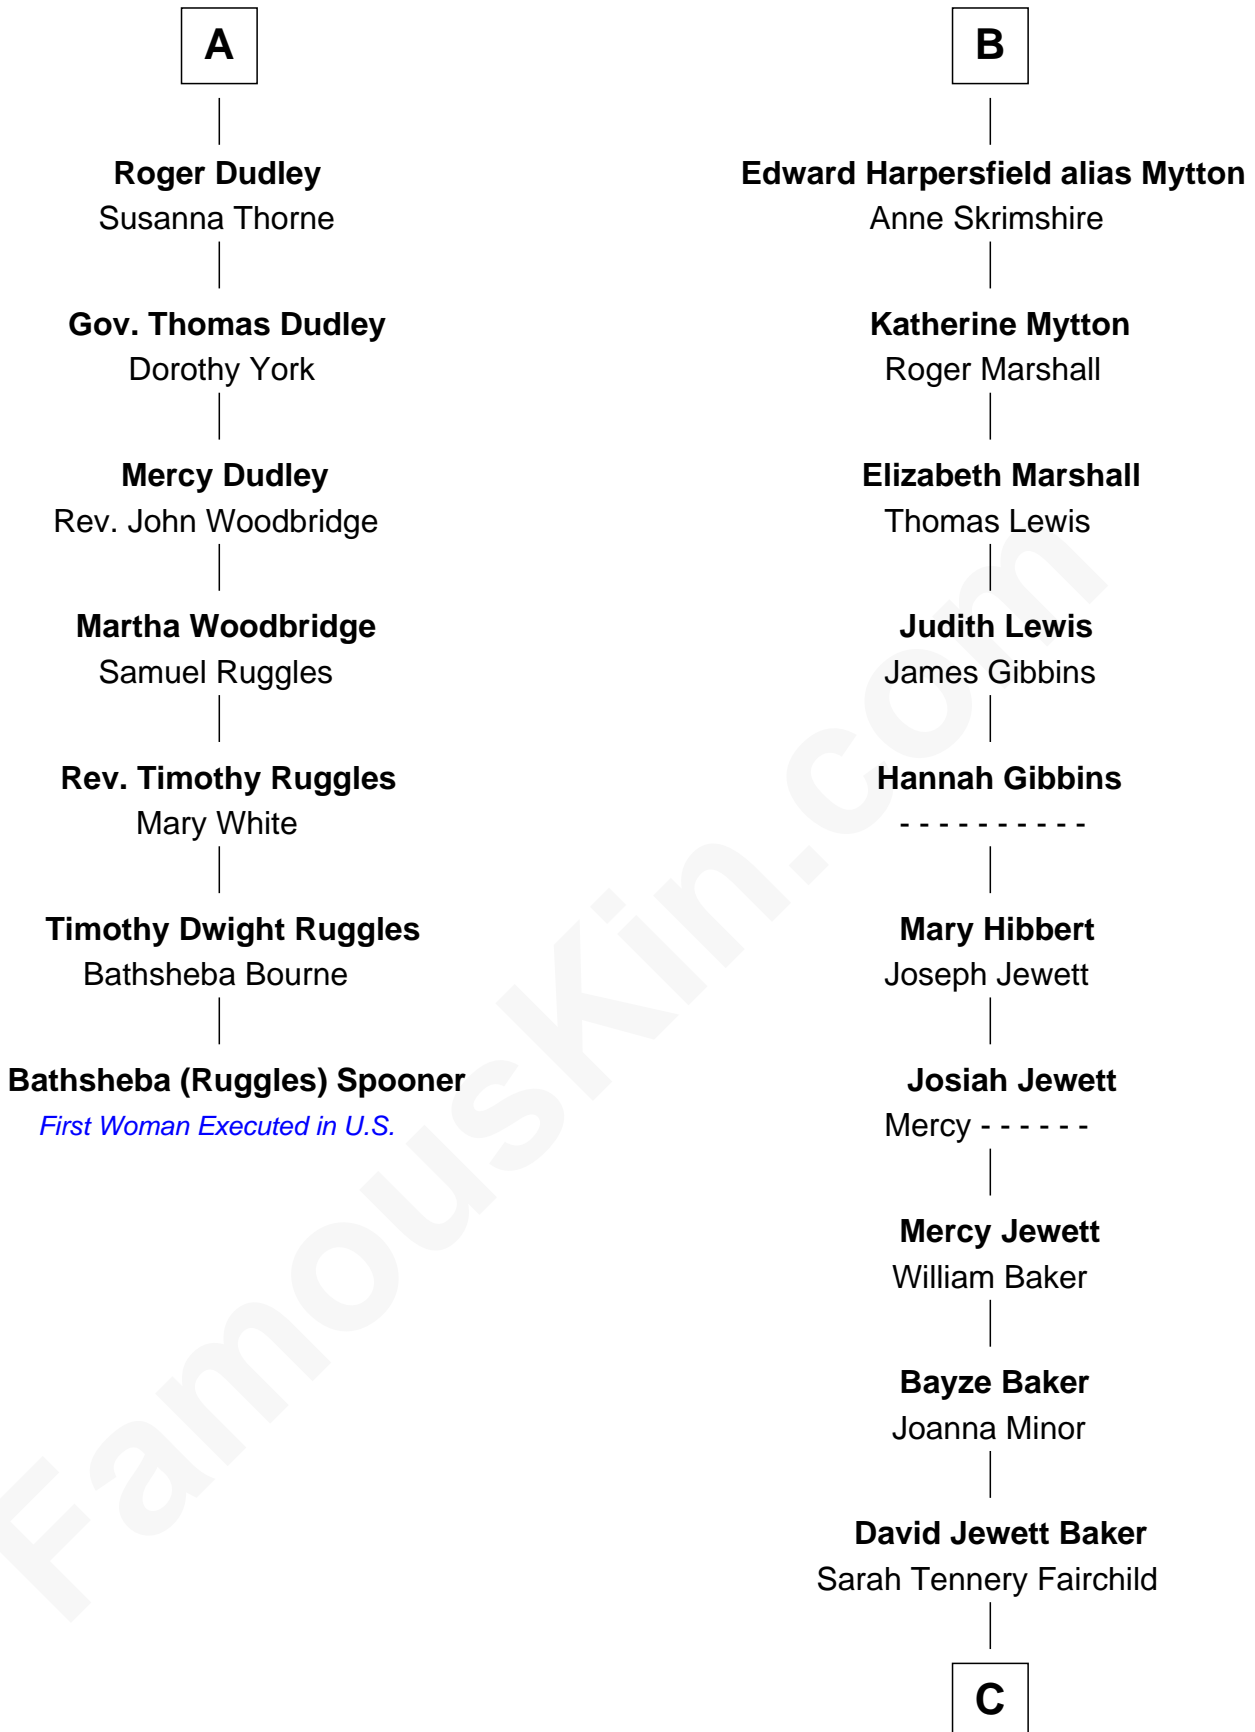 A
Roger Dudley
Susanna Thorne
Gov. Thomas Dudley
Dorothy York
Mercy Dudley
Rev. John Woodbridge
Martha Woodbridge
Samuel Ruggles
Rev. Timothy Ruggles
Mary White
Timothy Dwight Ruggles
Bathsheba Bourne
Bathsheba (Ruggles) Spooner
First Woman Executed in U.S.
B
Edward Harpersfield alias Mytton
Anne Skrimshire
Katherine Mytton
Roger Marshall
Elizabeth Marshall
Thomas Lewis
Judith Lewis
James Gibbins
Hannah Gibbins
- - - - - - - - - -
Mary Hibbert
Joseph Jewett
Josiah Jewett
Mercy - - - - - -
Mercy Jewett
William Baker
Bayze Baker
Joanna Minor
David Jewett Baker
Sarah Tennery Fairchild
C
FamousKin.com